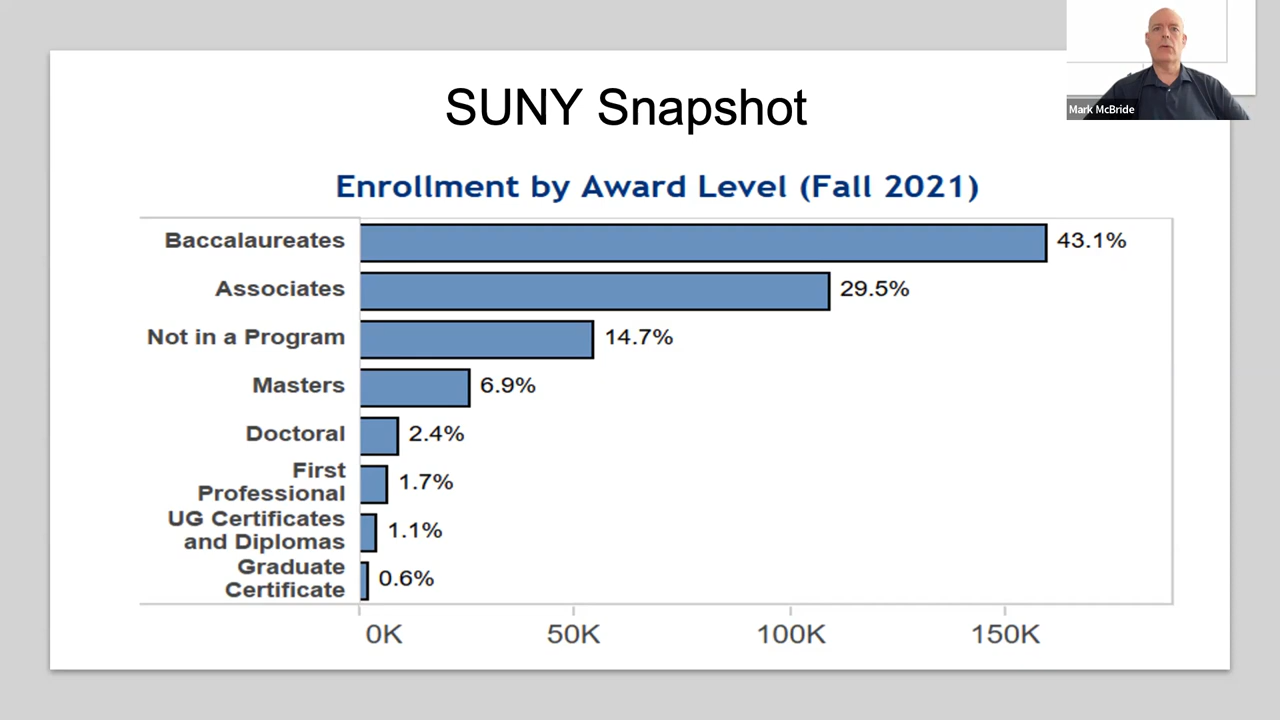 SUNY Snapshot
Mark McBride
Enrollment by Award Level (Fall 2021)
Baccalaureates 43.1%
Associates 29.5%
Not in a Program 14.7%
Masters 6.9%
Doctoral 2.4%
First
Professional 1.7%
UG Certificates
and Diplomas 1.1%
Graduate
Certificate 0.6%
0K 50K 100K 150K